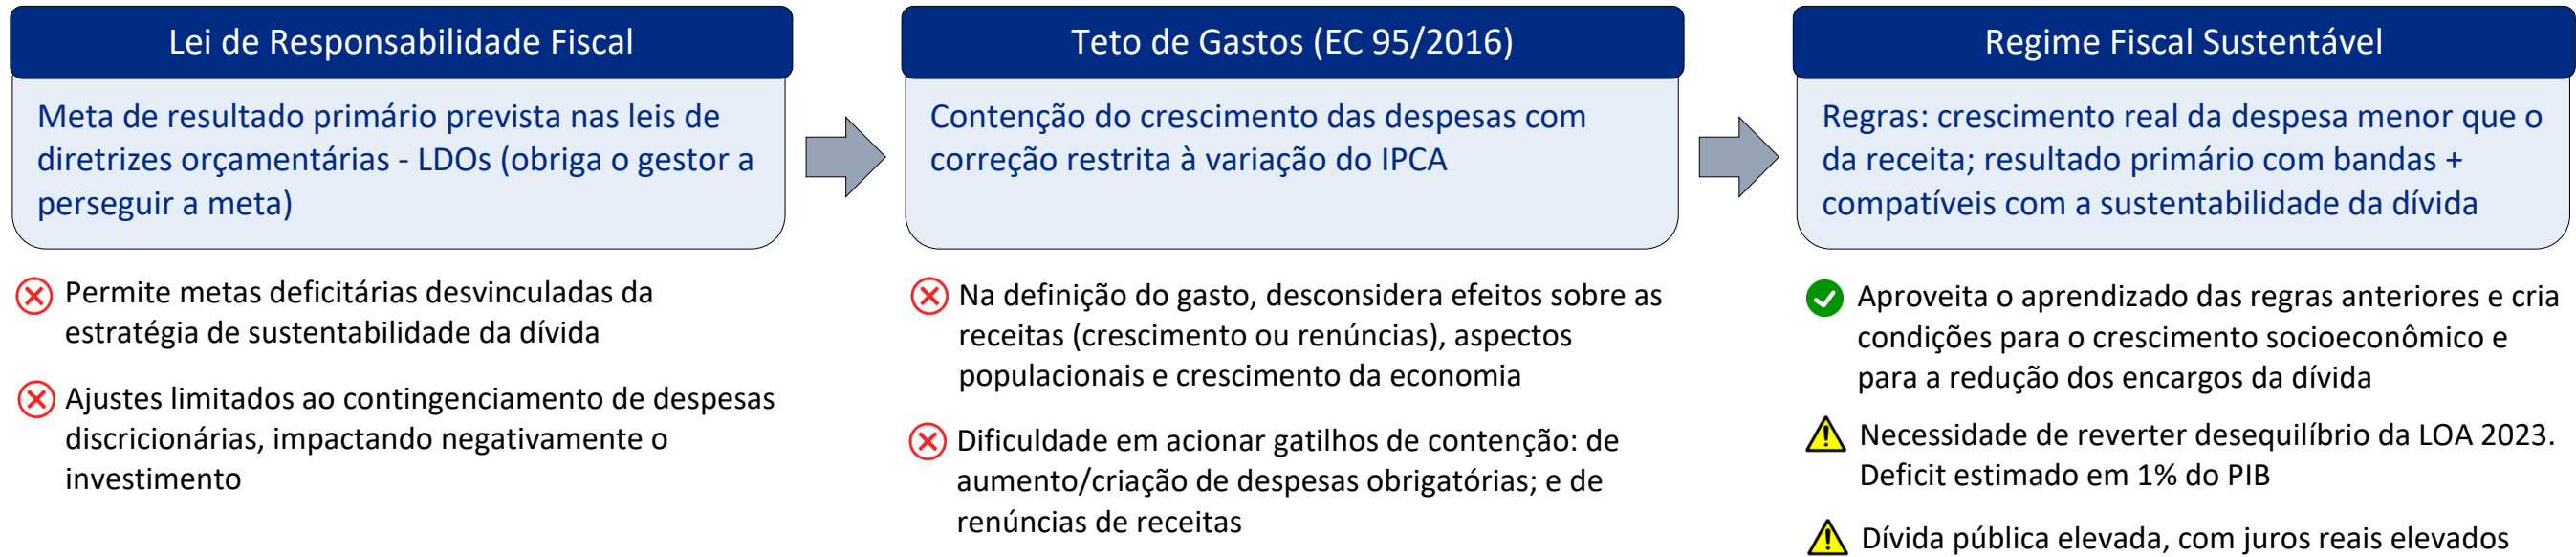 Lei de Responsabilidade Fiscal
Meta de resultado primário prevista nas leis de
diretrizes orçamentárias - LDOs (obriga o gestor a
perseguir a meta)
Permite metas deficitárias desvinculadas da
estratégia de sustentabilidade da dívida
Ajustes limitados ao contingenciamento de despesas
discricionárias, impactando negativamente o
investimento
Teto de Gastos (EC 95/2016)
Contenção do crescimento das despesas com
correção restrita à variação do IPCA
Na definição do gasto, desconsidera efeitos sobre as
receitas (crescimento ou renúncias), aspectos
populacionais e crescimento da economia
Dificuldade em acionar gatilhos de contenção: de
aumento/criação de despesas obrigatórias; e de
renúncias de receitas
Regime Fiscal Sustentável
Regras: crescimento real da despesa menor que o
da receita; resultado primário com bandas +
compatíveis com a sustentabilidade da dívida
Aproveita o aprendizado das regras anteriores e cria
condições para o crescimento socioeconômico e
para a redução dos encargos da dívida
Necessidade de reverter desequilíbrio da LOA 2023.
Deficit estimado em 1% do PIB
Dívida pública elevada, com juros reais elevados